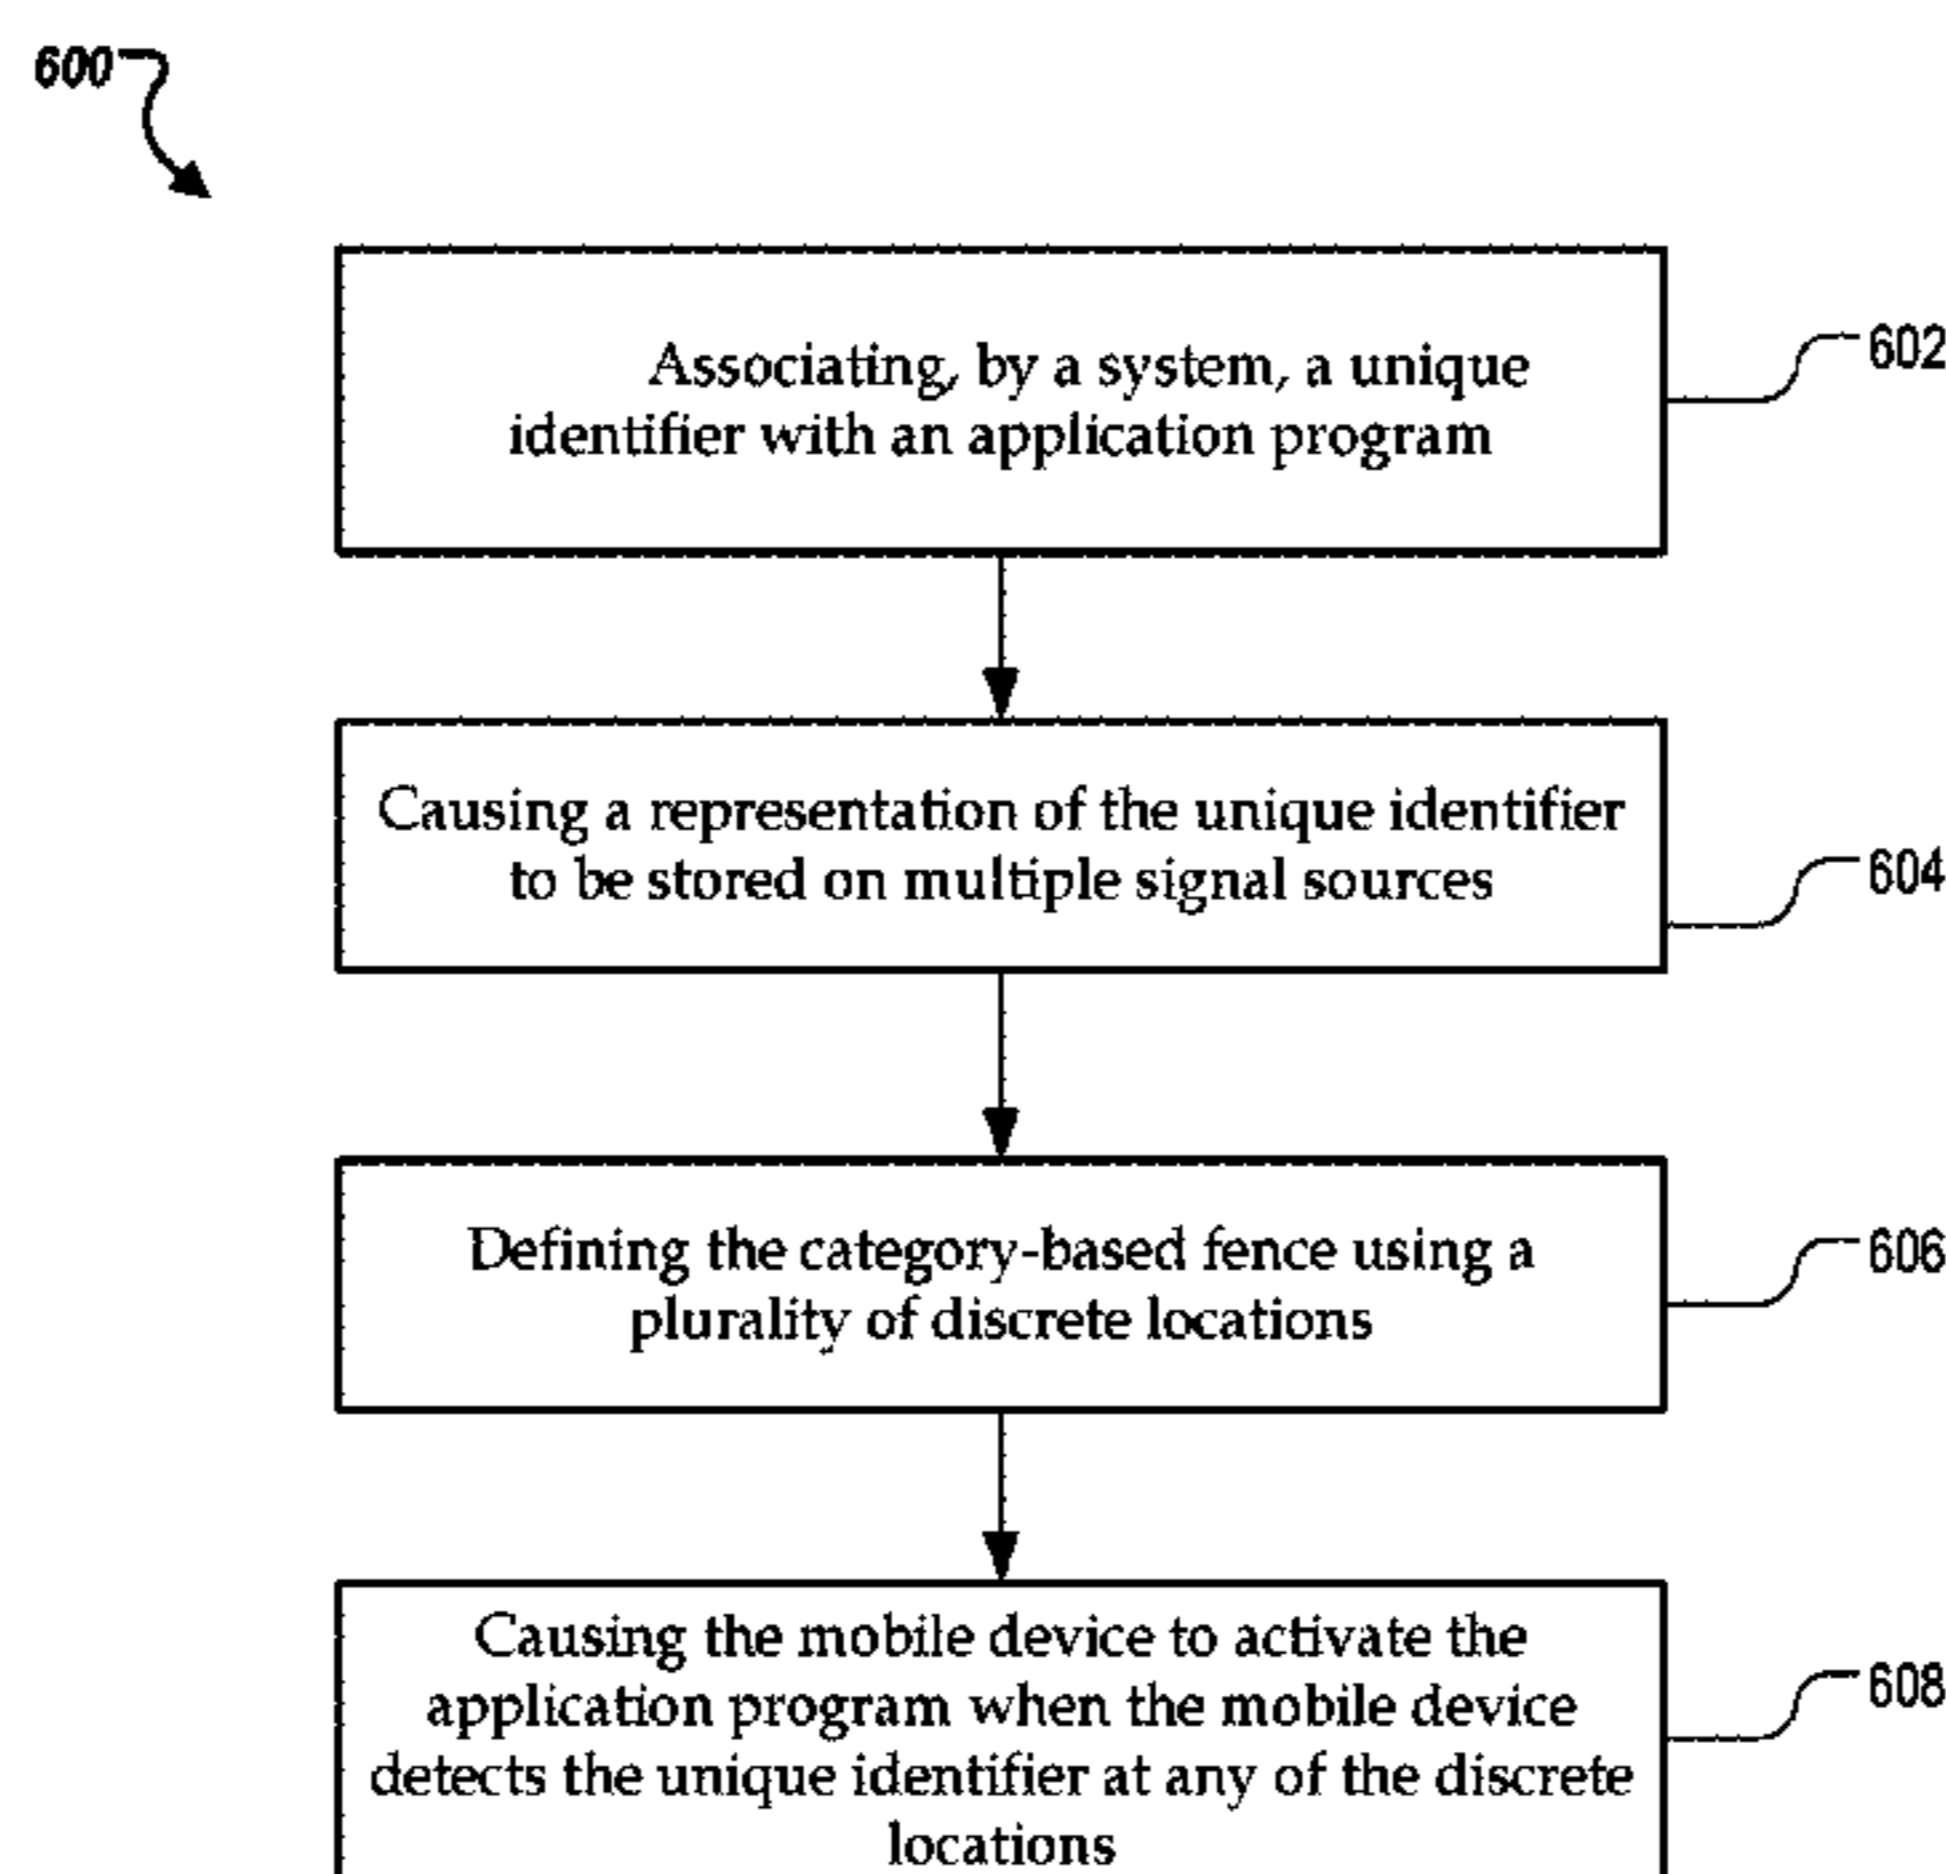 600
Associating, by a system, a unique
identifier with an application program
602
Causing a representation of the unique identifier
to be stored on multiple signal sources
604
Defining the category-based fence using a
plurality of discrete locations
606
Causing the mobile device to activate the
application program when the mobile device
detects the unique identifier at any of the discrete
locations
608